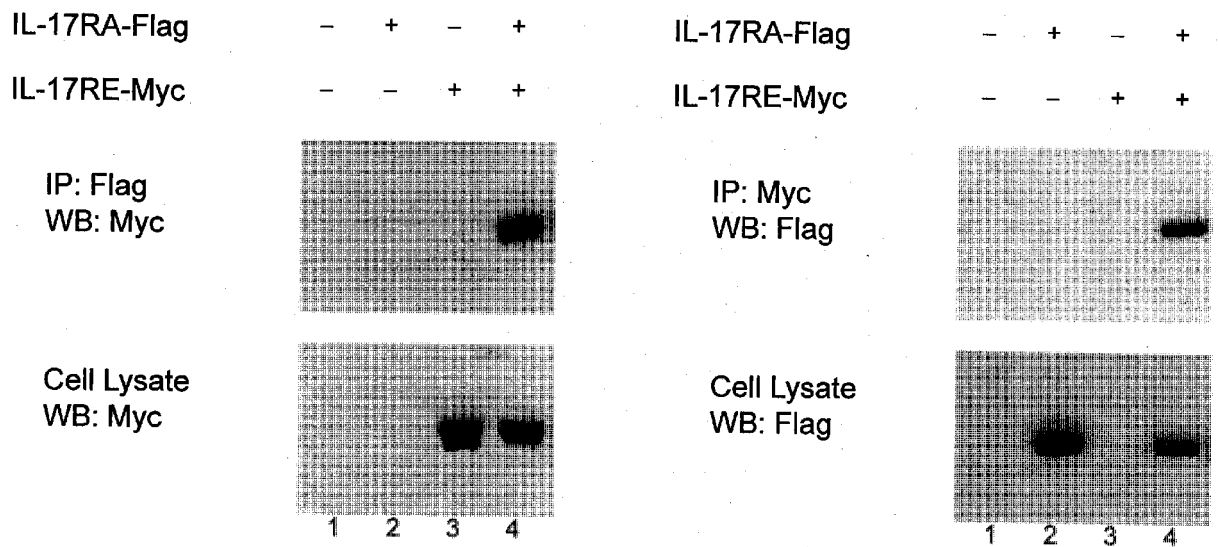 IL-17RA-Flag – + – +
IL-17RE-Myc – – + +
IP: Flag
WB: Myc
Cell Lysate
WB: Myc
1 2 3 4
IL-17RA-Flag – + – +
IL-17RE-Myc – – + +
IP: Myc
WB: Flag
Cell Lysate
WB: Flag
1 2 3 4